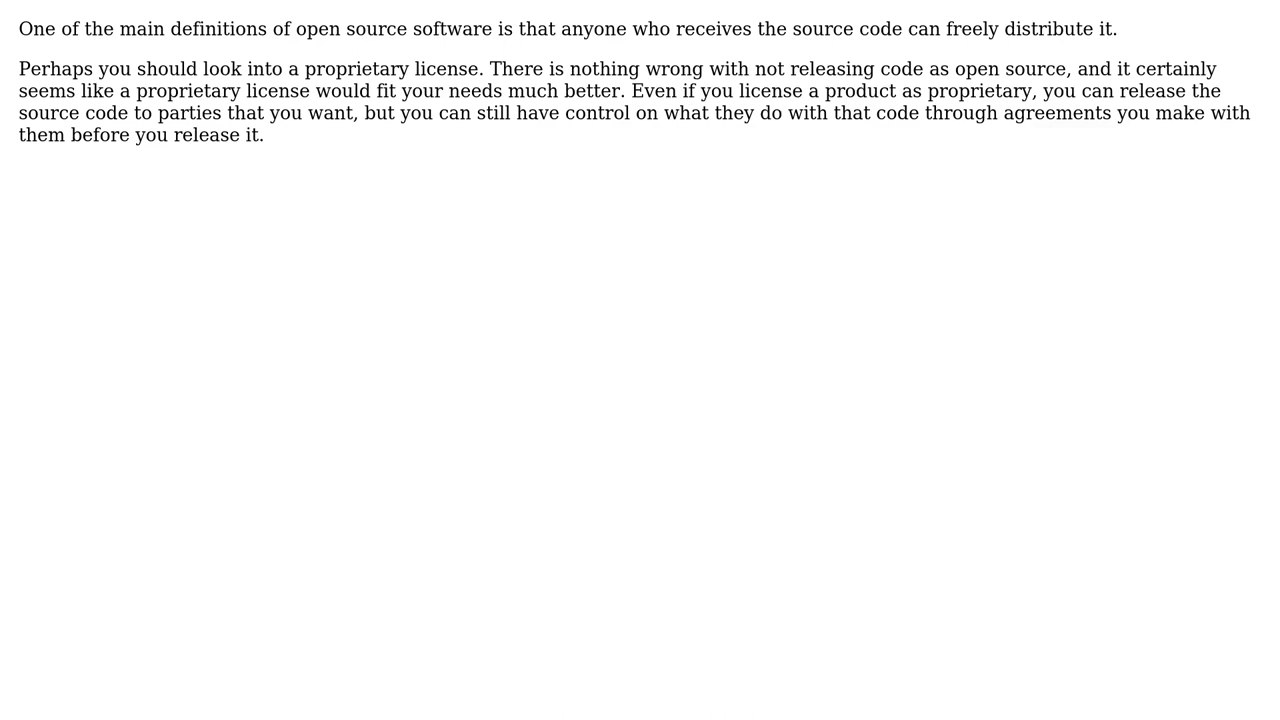 One of the main definitions of open source software is that anyone who receives the source code can freely distribute it.
Perhaps you should look into a proprietary license. There is nothing wrong with not releasing code as open source, and it certainly
seems like a proprietary license would fit your needs much better. Even if you license a product as proprietary, you can release the
source code to parties that you want, but you can still have control on what they do with that code through agreements you make with
them before you release it.